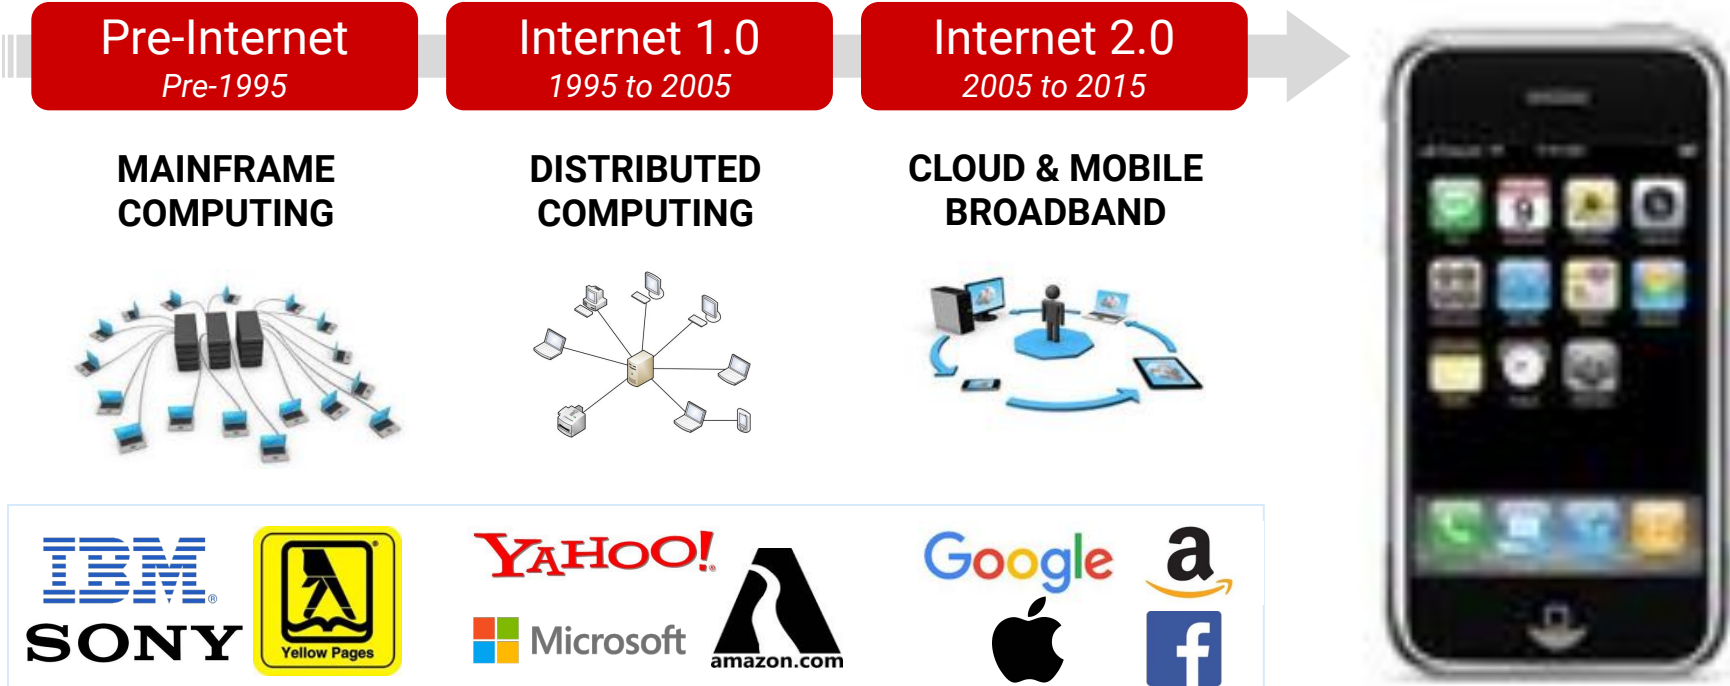 Pre-Internet
Pre-1995
Internet 1.0
1995 to 2005
Internet 2.0
2005 to 2015
MAINFRAME
COMPUTING
DISTRIBUTED
COMPUTING
CLOUD & MOBILE
BROADBAND
IBM®
SONY
Yellow Pages
YAHOO!
Microsoft
amazon.com
Google
a
f
9